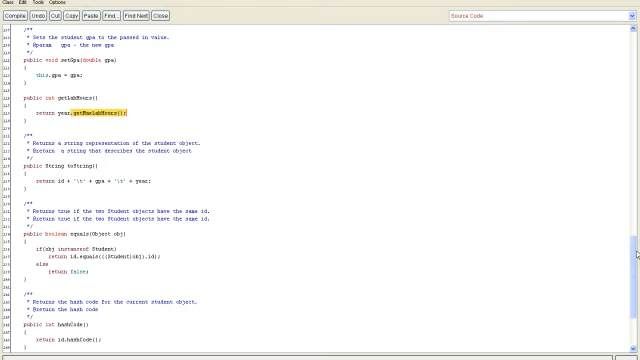 Class Edit Tools Options
Compile Undo Cut Copy Paste Find... Find Next Close Source Code
/**
* Sets the student gpa to the passed in value.
* @param gpa - the new gpa
*/
public void setGpa(double gpa)
{
this.gpa = gpa;
}
public int getLabHours()
{
return year.getMaxLabHours();
}
/**
* Returns a string representation of the student object.
* @return a string that describes the student object
*/
public String toString()
{
return id + '\t' + gpa + '\t' + year;
}
/**
* Returns true if the two Student objects have the same id.
* @return true if the two Student objects have the same id.
*/
public boolean equals(Object obj)
{
if(obj instanceof Student)
return id.equals(((Student)obj).id);
else
return false;
}
/**
* Returns the hash code for the current student object.
* @return the hash code
*/
public int hashCode()
{
return id.hashCode();